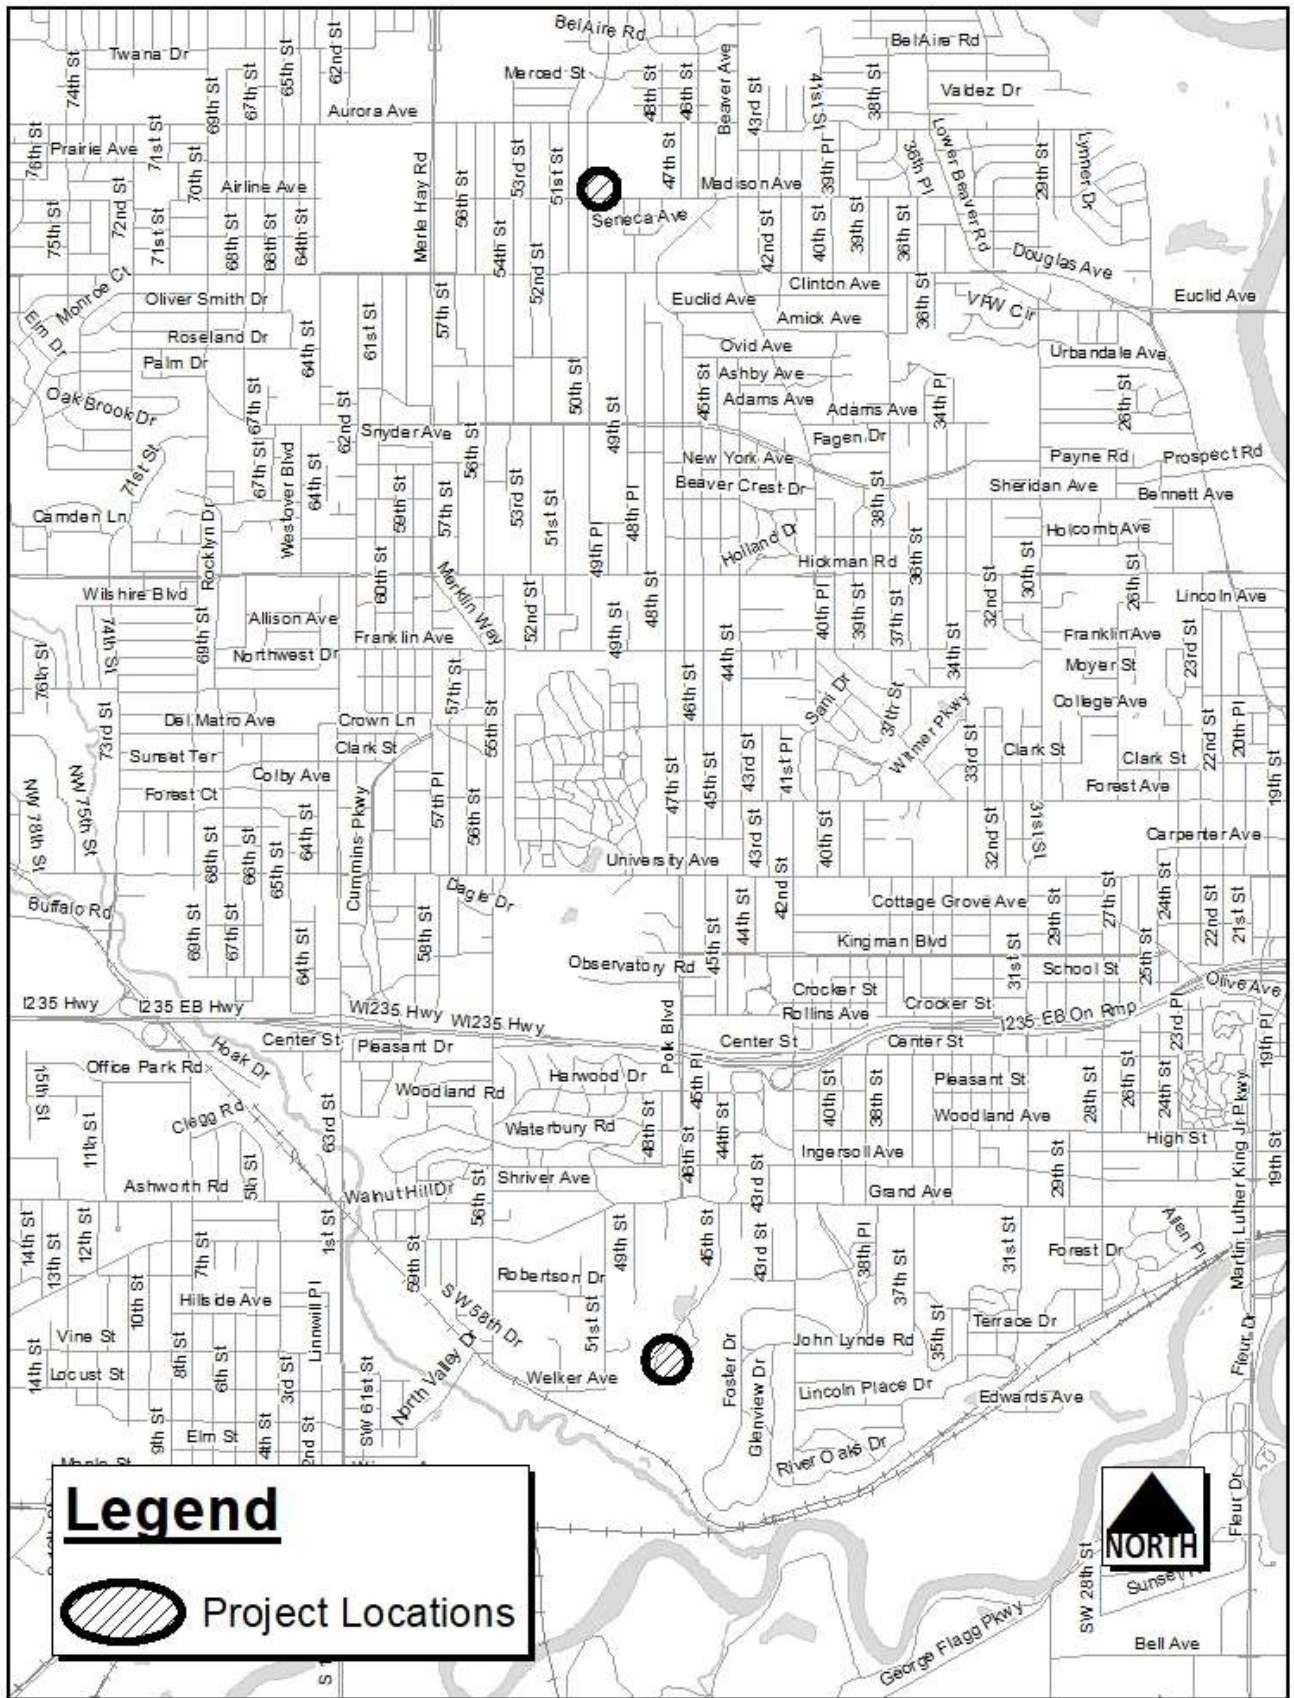 BelAire Rd
BelAire Rd
Twana Dr
74th St
65th St
62nd St
Merced St
67th St
69th St
48th St
46th St
Beaver Ave
43rd St
41st St
38th St
Valdez Dr
Aurora Ave
76th St
Prairie Ave
71st St
70th St
Airline Ave
Merle Hay Rd
56th St
53rd St
51st St
47th St
Madison Ave
39th Pl
36th Pl
Lower Beaver Rd
29th St
Lymer Dr
75th St
72nd St
71st St
68th St
66th St
64th St
54th St
52nd St
Seneca Ave
42nd St
40th St
39th St
36th St
Douglas Ave
Monroe Ct
Elm Dr
Oliver Smith Dr
Roseland Dr
Palm Dr
Oak Brook Dr
64th St
61st St
57th St
Euclid Ave
Clinton Ave
Amick Ave
36th St
VFW Cir
Euclid Ave
Ovid Ave
Ashby Ave
Adams Ave
Adams Ave
Urbandale Ave
45th St
34th Pl
26th St
50th St
49th St
67th St
62nd St
Snyder Ave
56th St
Fagen Dr
New York Ave
Beaver Crest Dr
Payne Rd
Prospect Rd
Sheridan Ave
Bennett Ave
71st St
67th St
Westover Blvd
64th St
59th St
57th St
53rd St
51st St
49th Pl
48th Pl
38th St
Camden Ln
Rocklyn Dr
Holland Dr
Hickman Rd
36th St
Holcomb Ave
Wilshire Blvd
60th St
Merklin Way
52nd St
49th St
48th St
40th Pl
39th St
37th St
32nd St
30th St
26th St
Lincoln Ave
74th St
69th St
Allison Ave
Franklin Ave
Northwest Dr
44th St
34th St
Franklin Ave
23rd St
Moyer St
College Ave
76th St
73rd St
57th St
55th St
46th St
Sani Dr
37th St
Witmer Pkwy
Del Matro Ave
Crown Ln
Sunset Ter
Clark St
Colby Ave
Forest Ct
33rd St
Clark St
Clark St
Forest Ave
22nd St
20th Pl
19th St
NW 78th St
NW 75th St
Cummins Pkwy
57th Pl
56th St
47th St
45th St
43rd St
41st Pl
68th St
66th St
65th St
64th St
University Ave
43rd St
42nd St
40th St
32nd St
31st St
Carpenter Ave
Buffalo Rd
Dagle Dr
69th St
67th St
64th St
58th St
44th St
45th St
Cottage Grove Ave
Kingman Blvd
29th St
27th St
24th St
22nd St
21st St
Observatory Rd
31st St
School St
25th St
Olive Ave
Crocker St
Crocker St
Rollins Ave
I235 Hwy
I235 EB Hwy
WI235 Hwy
WI235 Hwy
I235 EB On Rmp
Polk Blvd
Center St
Pleasant Dr
Center St
Center St
23rd Pl
19th Pl
Office Park Rd
Hoak Dr
Woodland Rd
Harwood Dr
45th Pl
40th St
38th St
Pleasant St
Woodland Ave
28th St
26th St
24th St
15th St
11th St
Clegg Rd
63rd St
Waterbury Rd
48th St
46th St
44th St
Ingersoll Ave
High St
29th St
Martin Luther King Jr Pkwy
19th St
Ashworth Rd
5th St
Walnut Hill Dr
56th St
Shriver Ave
43rd St
Grand Ave
14th St
13th St
12th St
7th St
1st St
59th St
49th St
45th St
43rd St
38th Pl
37th St
31st St
Forest Dr
Allen Pl
10th St
Hillside Ave
Linnwill Pl
Robertson Dr
SW 58th Dr
51st St
35th St
Terrace Dr
Vine St
Locust St
14th St
8th St
6th St
3rd St
North Valley Dr
Welker Ave
Foster Dr
Glenview Dr
John Lynde Rd
Lincoln Place Dr
Edwards Ave
Fleur Dr
9th St
Elm St
4th St
2nd St
SW 61st St
River Oaks Dr
Maple St
Legend
Project Locations
NORTH
Fleur Dr
SW 28th St
George Flagg Pkwy
Bell Ave